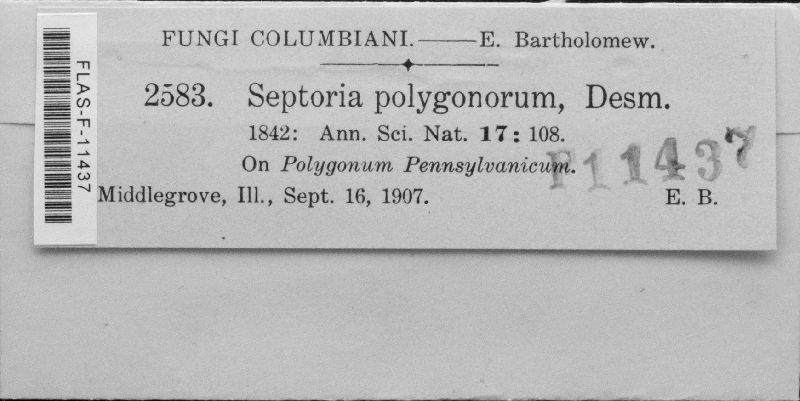 FUNGI COLUMBIANI.——E. Bartholomew.
2583. Septoria polygonorum, Desm.
1842: Ann. Sci. Nat. 17: 108.
On Polygonum Pennsylvanicum.
F11437
Middlegrove, Ill., Sept. 16, 1907. E. B.
FLAS-F-11437